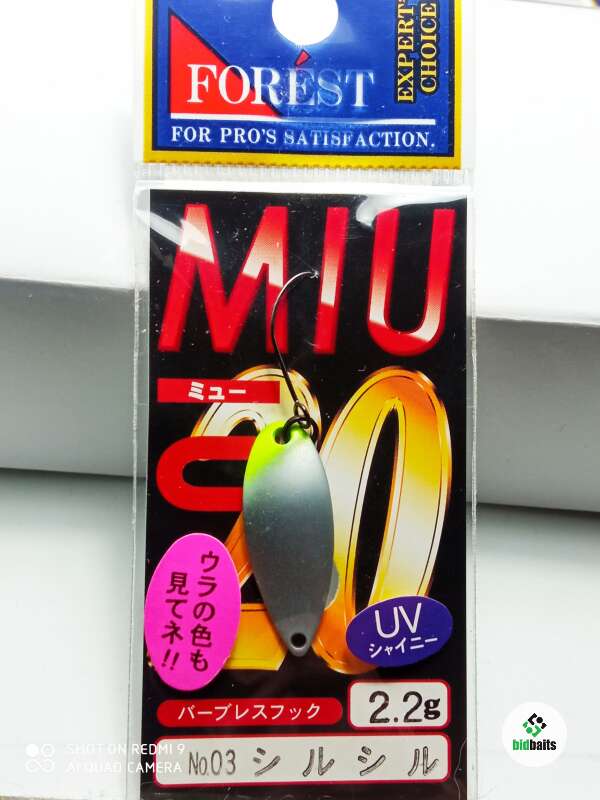 FORÉST
EXPERT'S
CHOICE
FOR PRO'S SATISFACTION.
MIU
ミュー
20
ウラの色も
見てネ!!
UV
シャイニー
バーブレスフック
2.2g
No.03 シルシル
SHOT ON REDMI 9
AI QUAD CAMERA
bidbaits